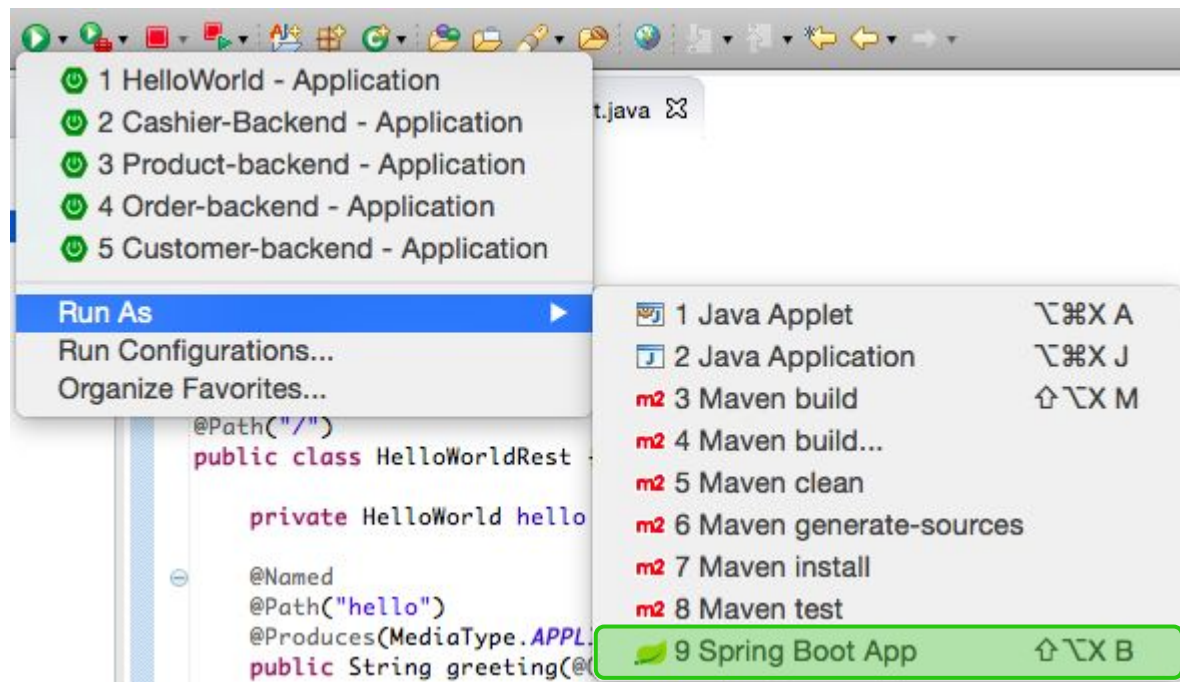 1 HelloWorld - Application
2 Cashier-Backend - Application
t.java
3 Product-backend - Application
4 Order-backend - Application
5 Customer-backend - Application
Run As
Run Configurations...
Organize Favorites...
1 Java Applet ⌥⌘X A
2 Java Application ⌥⌘X J
m2 3 Maven build ⇧⌥X M
m2 4 Maven build...
m2 5 Maven clean
m2 6 Maven generate-sources
m2 7 Maven install
m2 8 Maven test
9 Spring Boot App ⇧⌥X B
@Path("/")
public class HelloWorldRest
private HelloWorld hello
@Named
@Path("hello")
@Produces(MediaType.APPL
public String greeting(@